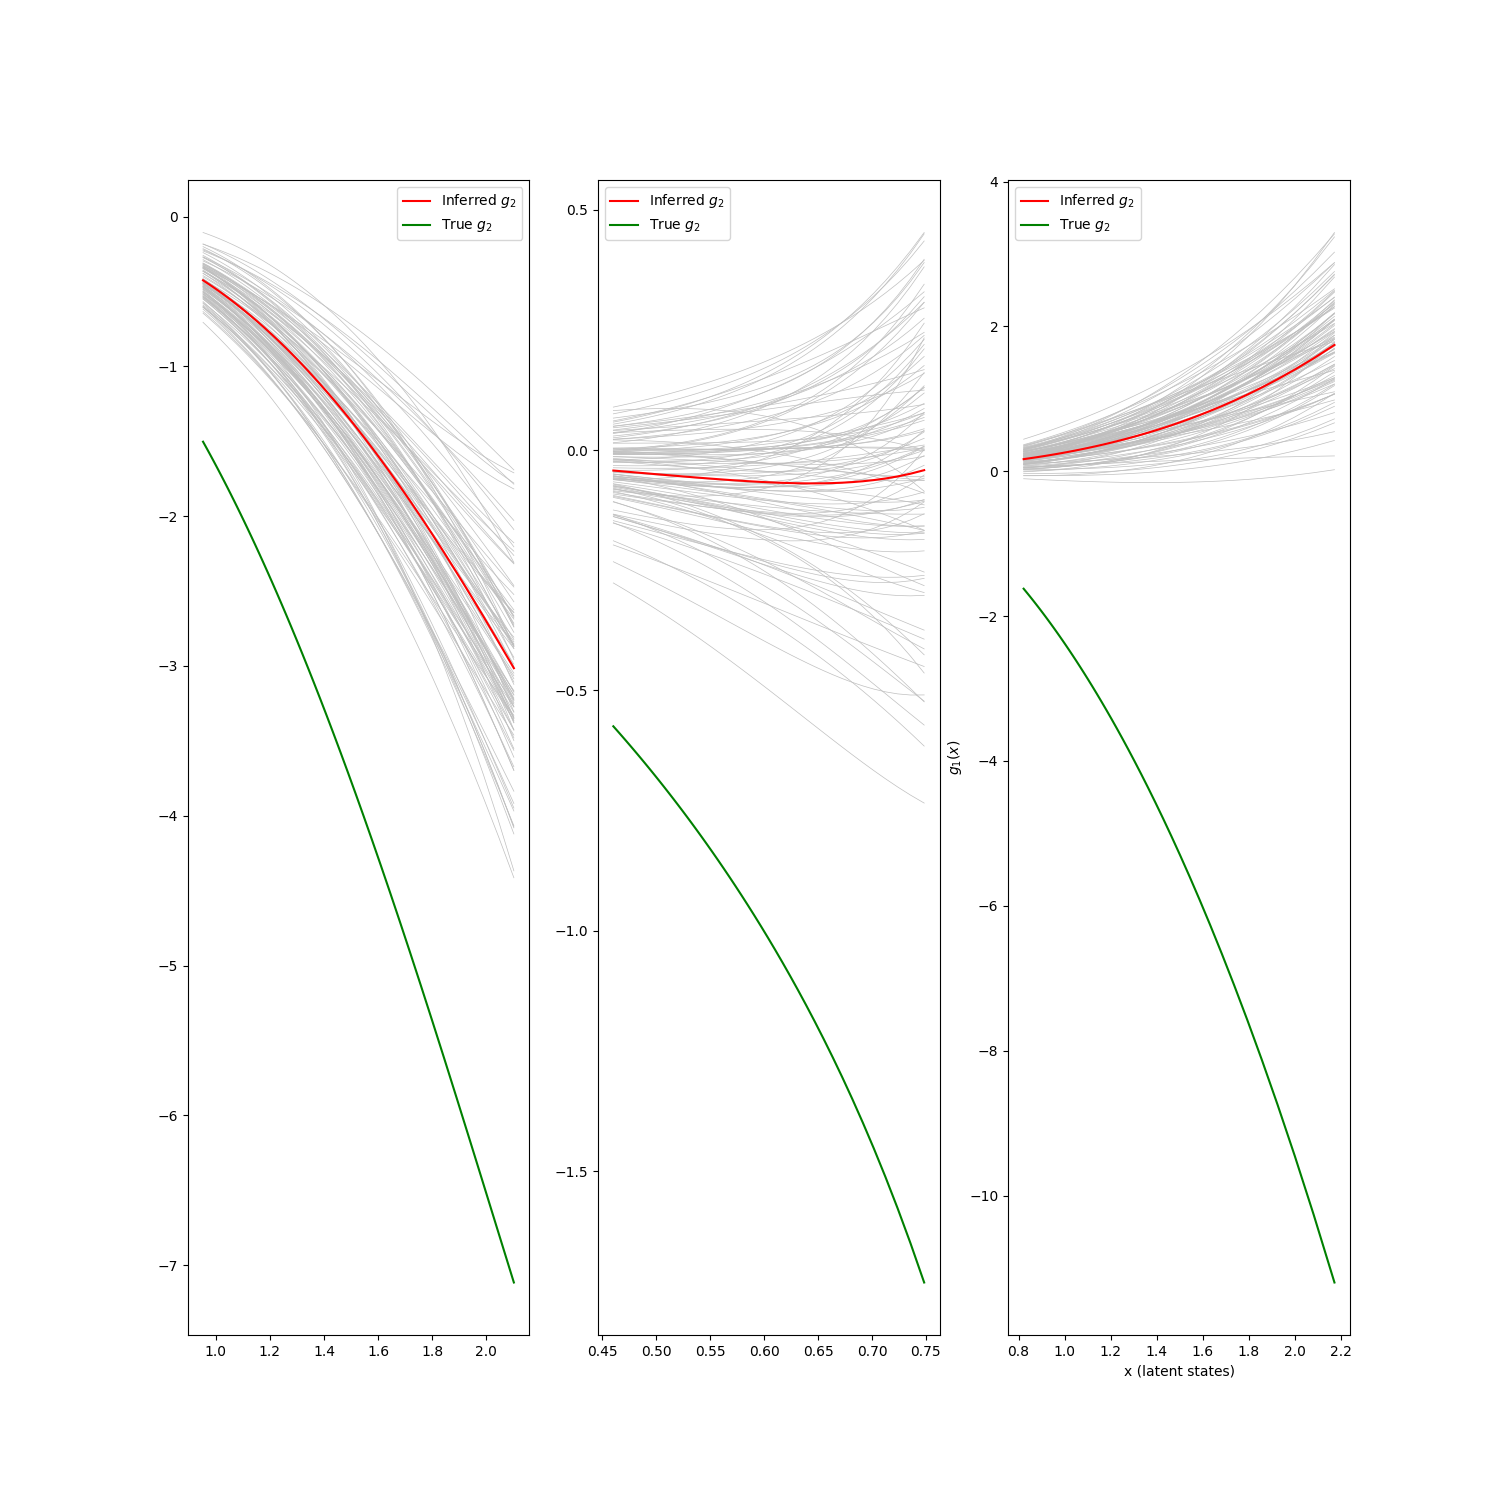 Inferred g₂
True g₂
0
−1
−2
−3
−4
−5
−6
−7
1.0 1.2 1.4 1.6 1.8 2.0
Inferred g₂
True g₂
0.5
0.0
−0.5
−1.0
−1.5
0.45 0.50 0.55 0.60 0.65 0.70 0.75
Inferred g₂
True g₂
g₁(x)
4
2
0
−2
−4
−6
−8
−10
0.8 1.0 1.2 1.4 1.6 1.8 2.0 2.2
x (latent states)